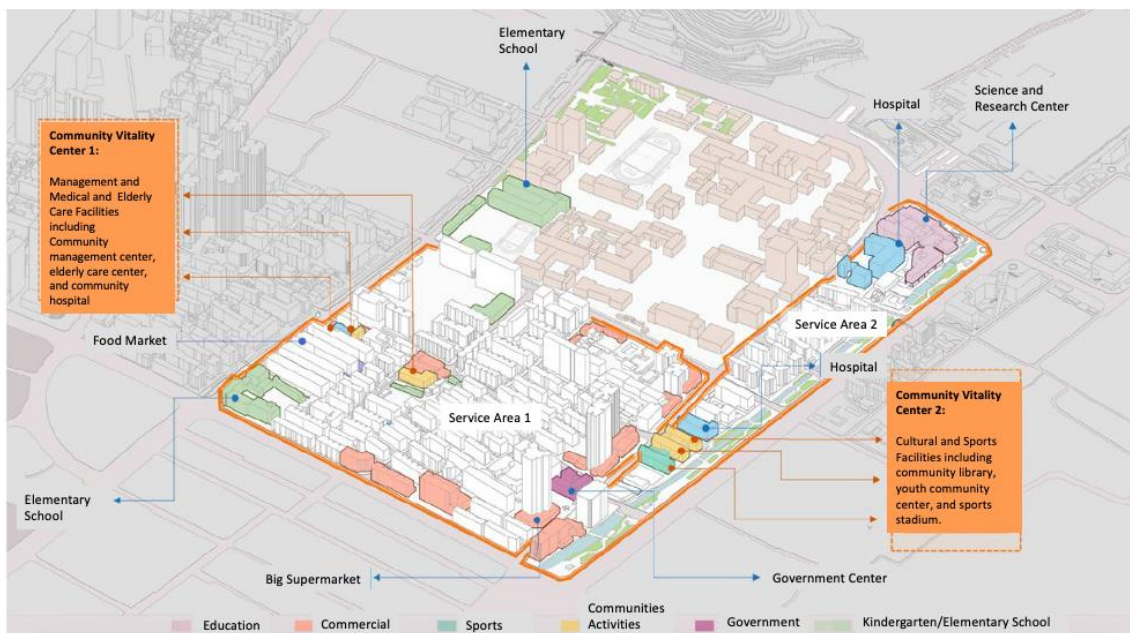 Elementary
School
Hospital
Science and
Research Center
Community Vitality
Center 1:
Management and
Medical and Elderly
Care Facilities
including
Community
management center,
elderly care center,
and community
hospital
Food Market
Service Area 2
Hospital
Service Area 1
Community Vitality
Center 2:
Cultural and Sports
Facilities including
community library,
youth community
center, and sports
stadium.
Elementary
School
Big Supermarket
Government Center
Education
Commercial
Sports
Communities
Activities
Government
Kindergarten/Elementary School